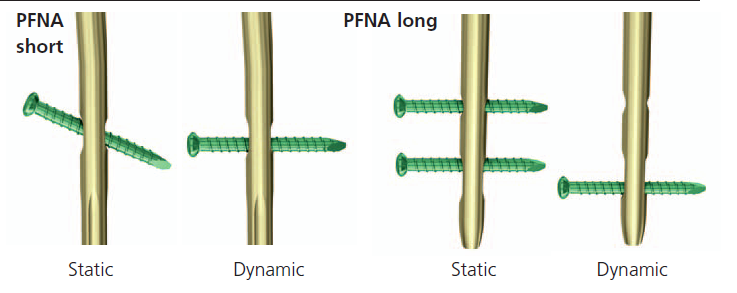 PFNA
short
PFNA long
Static
Dynamic
Static
Dynamic